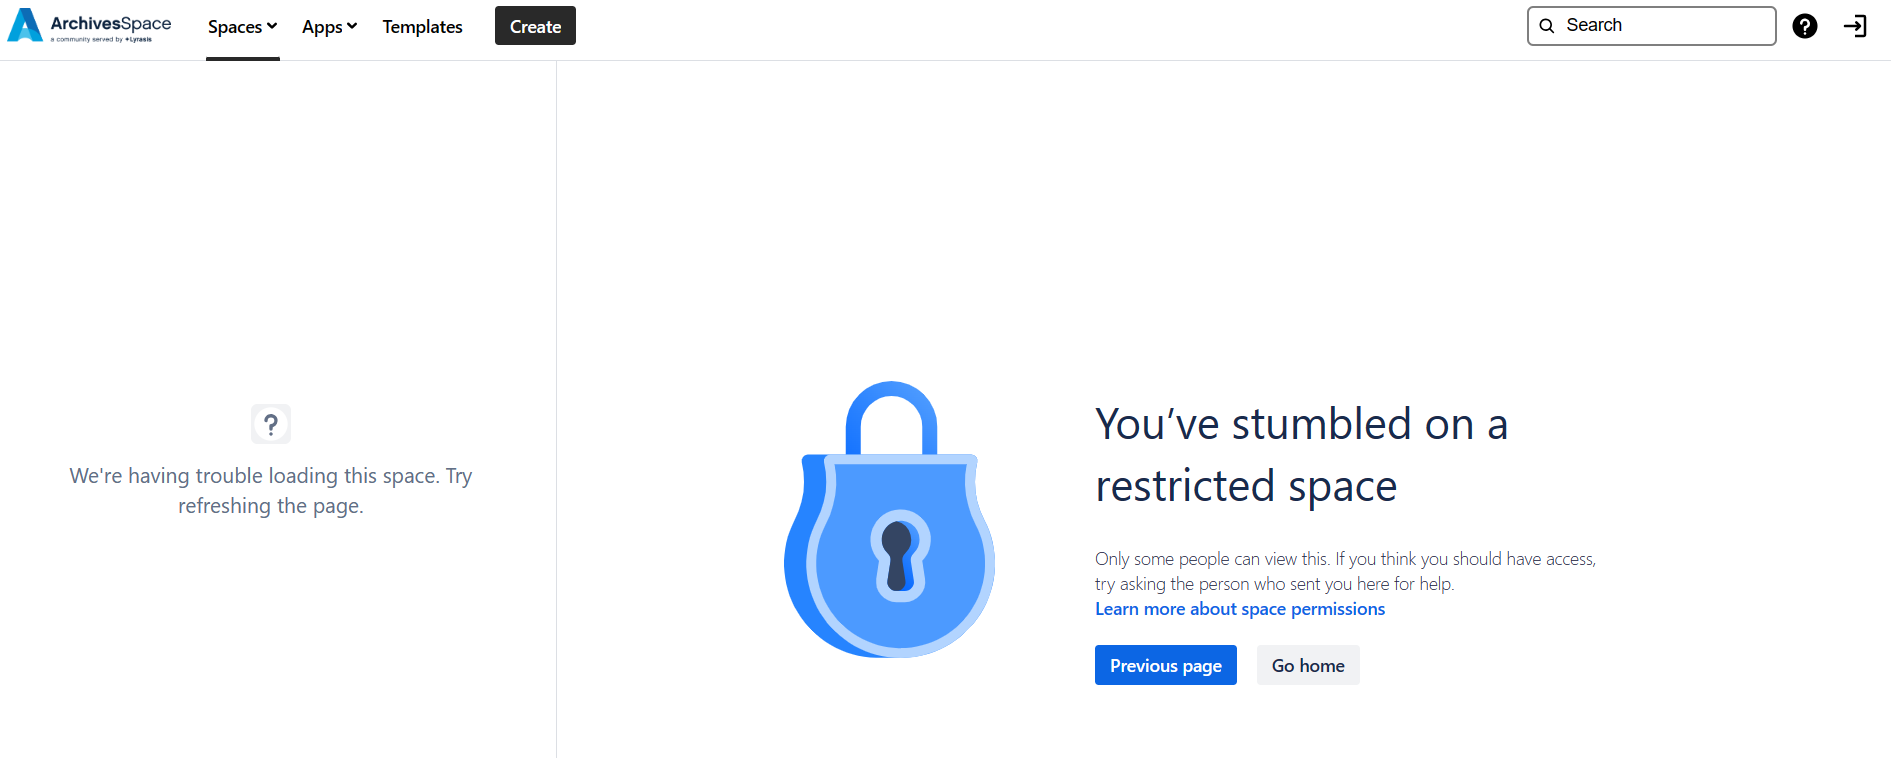 ArchivesSpace
a community served by Lyrasis
Spaces
Apps
Templates
Create
Search
?
?
We're having trouble loading this space. Try
refreshing the page.
You’ve stumbled on a
restricted space
Only some people can view this. If you think you should have access,
try asking the person who sent you here for help.
Learn more about space permissions
Previous page
Go home